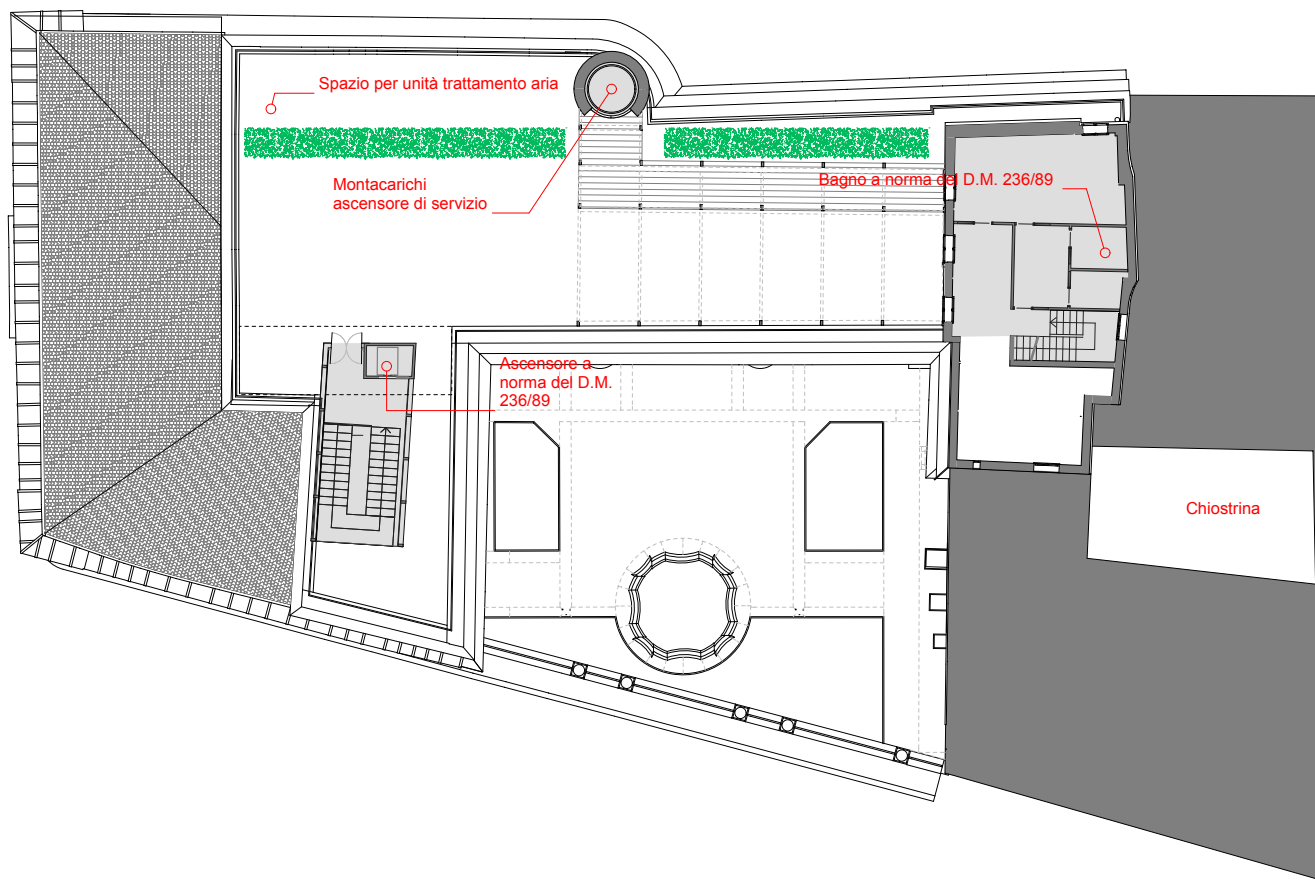 Spazio per unità trattamento aria
Montacarichi
ascensore di servizio
Bagno a norma del D.M. 236/89
Ascensore a
norma del D.M.
236/89
Chiostrina